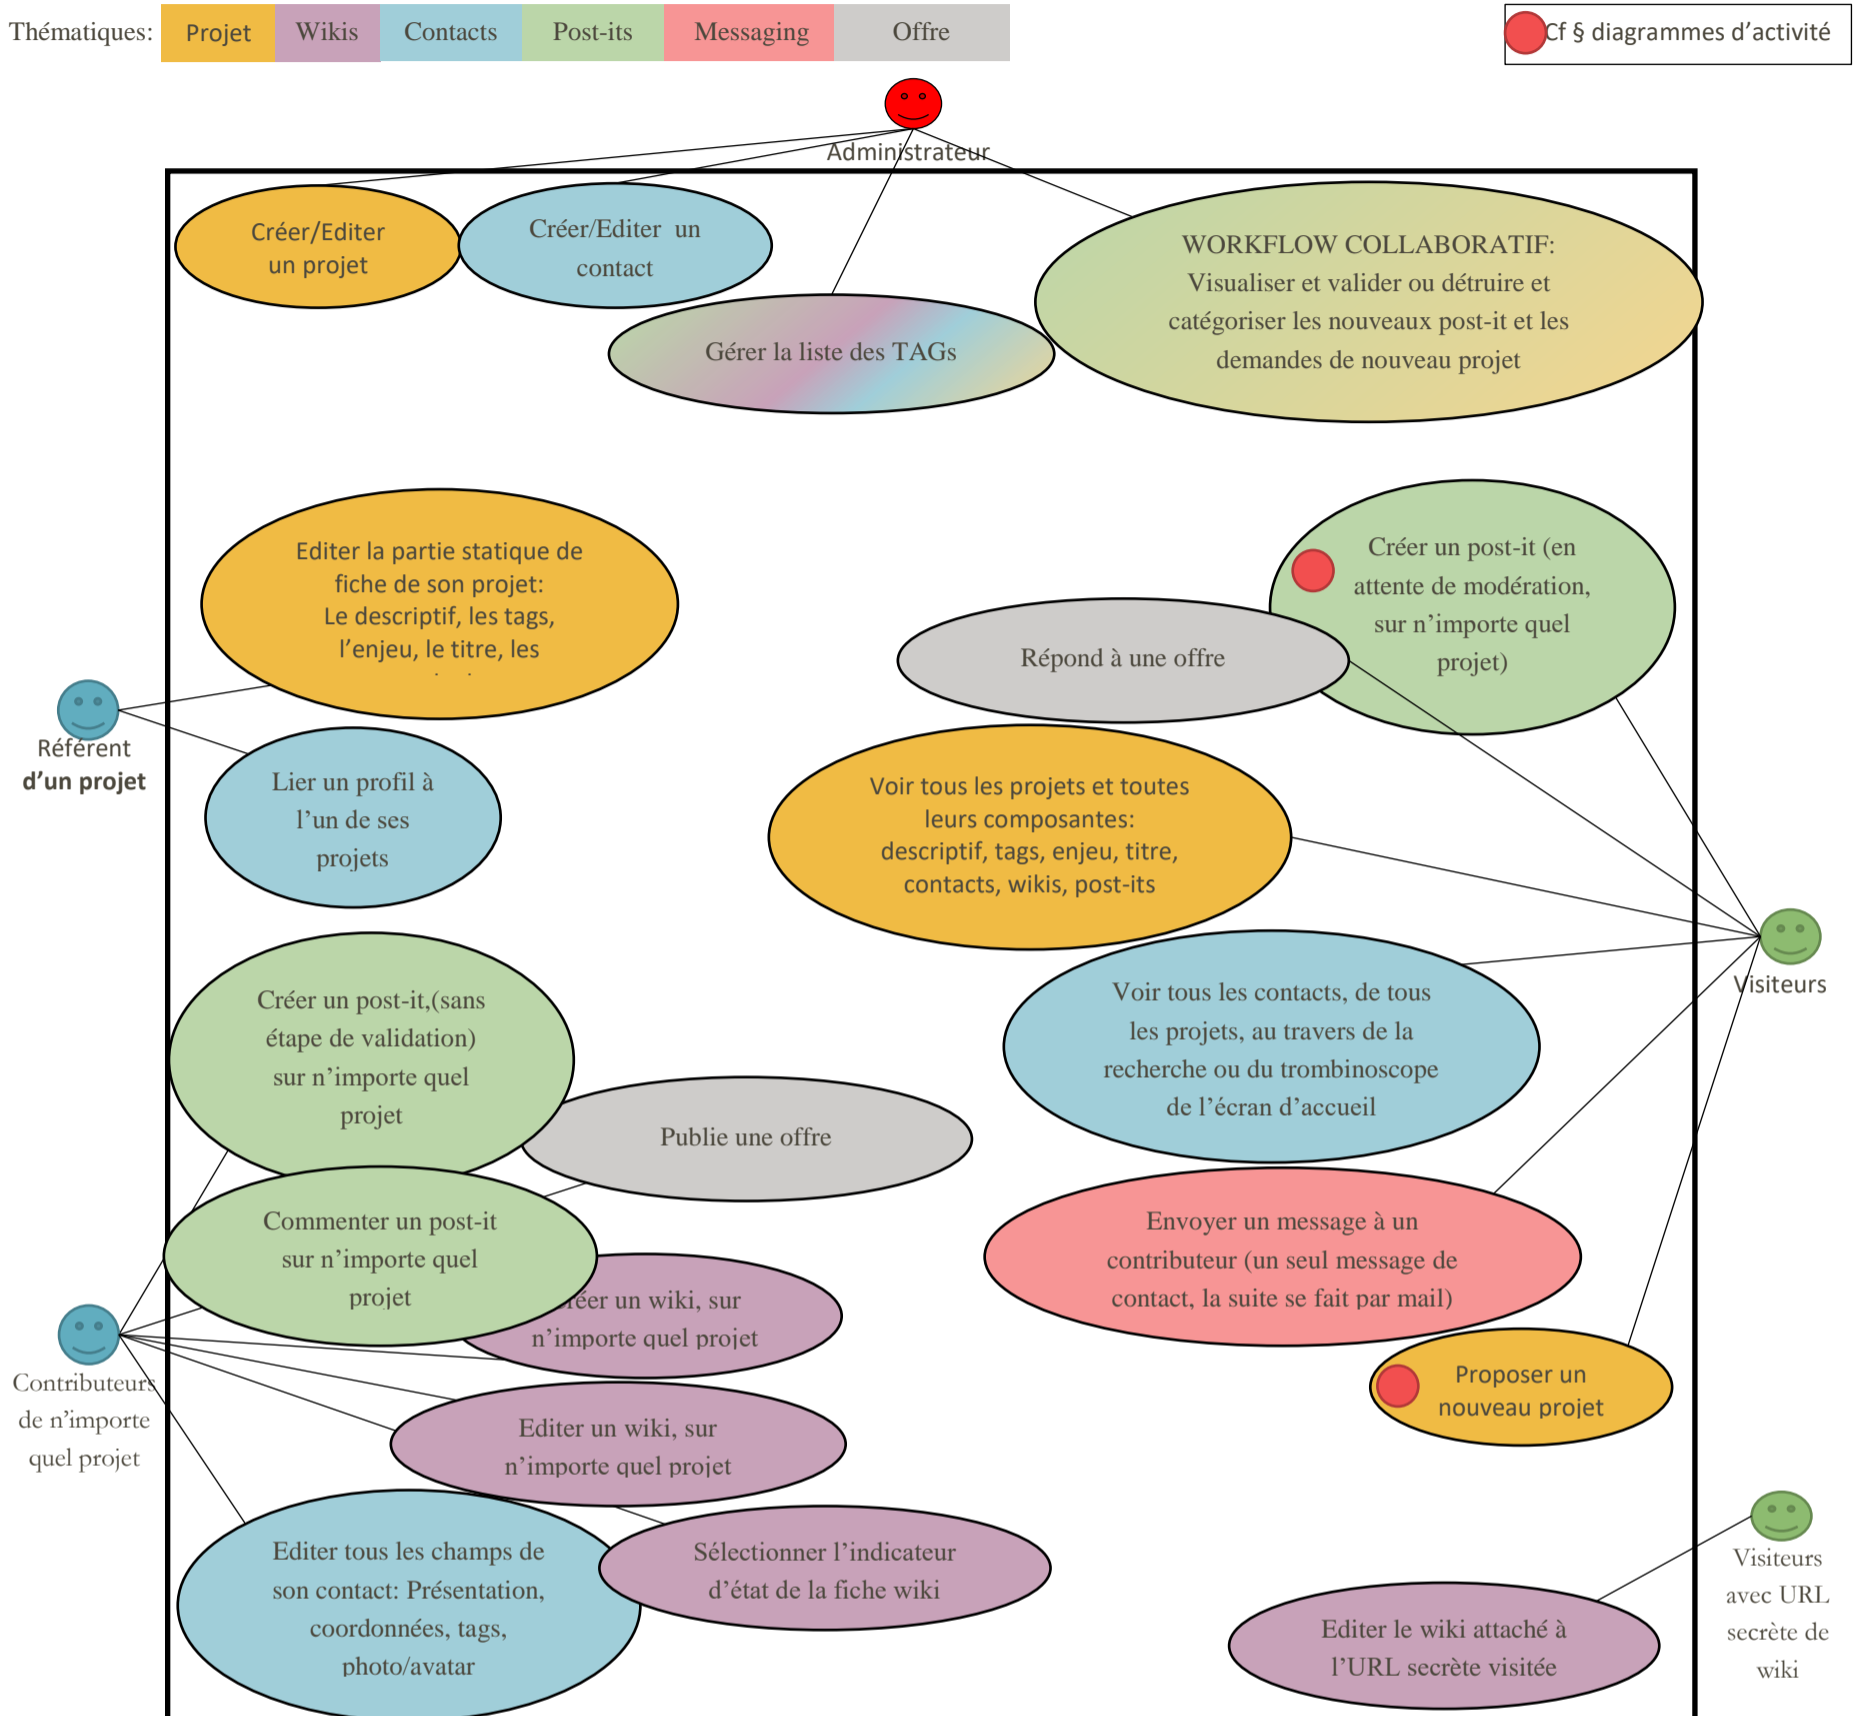 Thématiques: Projet Wikis Contacts Post-its Messaging Offre
Cf § diagrammes d’activité
Administrateur
Créer/Editer
un projet
Créer/Editer un
contact
Gérer la liste des TAGs
WORKFLOW COLLABORATIF:
Visualiser et valider ou détruire et
catégoriser les nouveaux post-it et les
demandes de nouveau projet
Editer la partie statique de
fiche de son projet:
Le descriptif, les tags,
l’enjeu, le titre, les
Créer un post-it (en
attente de modération,
sur n’importe quel
projet)
Répond à une offre
Référent
d’un projet
Lier un profil à
l’un de ses
projets
Voir tous les projets et toutes
leurs composantes:
descriptif, tags, enjeu, titre,
contacts, wikis, post-its
Visiteurs
Créer un post-it,(sans
étape de validation)
sur n’importe quel
projet
Voir tous les contacts, de tous
les projets, au travers de la
recherche ou du trombinoscope
de l’écran d’accueil
Publie une offre
Commenter un post-it
sur n’importe quel
projet
Envoyer un message à un
contributeur (un seul message de
contact, la suite se fait par mail)
Créer un wiki, sur
n’importe quel projet
Contributeurs
de n’importe
quel projet
Proposer un
nouveau projet
Editer un wiki, sur
n’importe quel projet
Editer tous les champs de
son contact: Présentation,
coordonnées, tags,
photo/avatar
Sélectionner l’indicateur
d’état de la fiche wiki
Visiteurs
avec URL
secrète de
wiki
Editer le wiki attaché à
l’URL secrète visitée